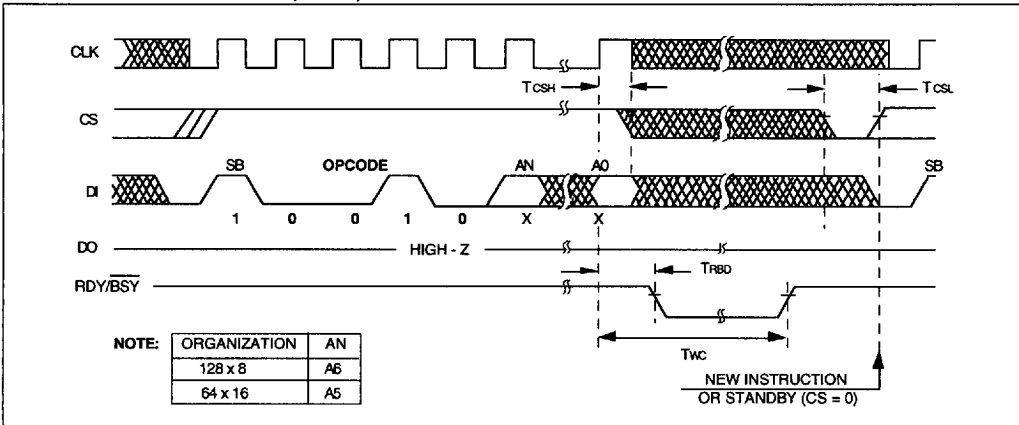 CLK
TCSH
TCSL
CS
SB OPCODE AN A0 SB
DI
1 0 0 1 0 X X
DO HIGH - Z
TRBD
RDY/BSY
TWC
NOTE: ORGANIZATION AN
128 x 8 A6
64 x 16 A5
NEW INSTRUCTION
OR STANDBY (CS = 0)